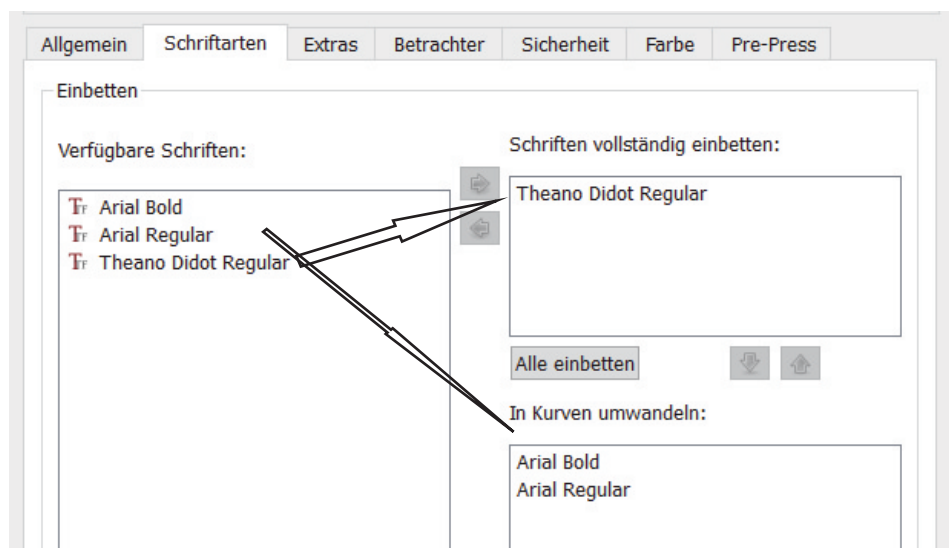 Allgemein Schriftarten Extras Betrachter Sicherheit Farbe Pre-Press
Einbetten
Verfügbare Schriften:
Arial Bold
Arial Regular
Theano Didot Regular
Schriften vollständig einbetten:
Theano Didot Regular
Alle einbetten
In Kurven umwandeln:
Arial Bold
Arial Regular